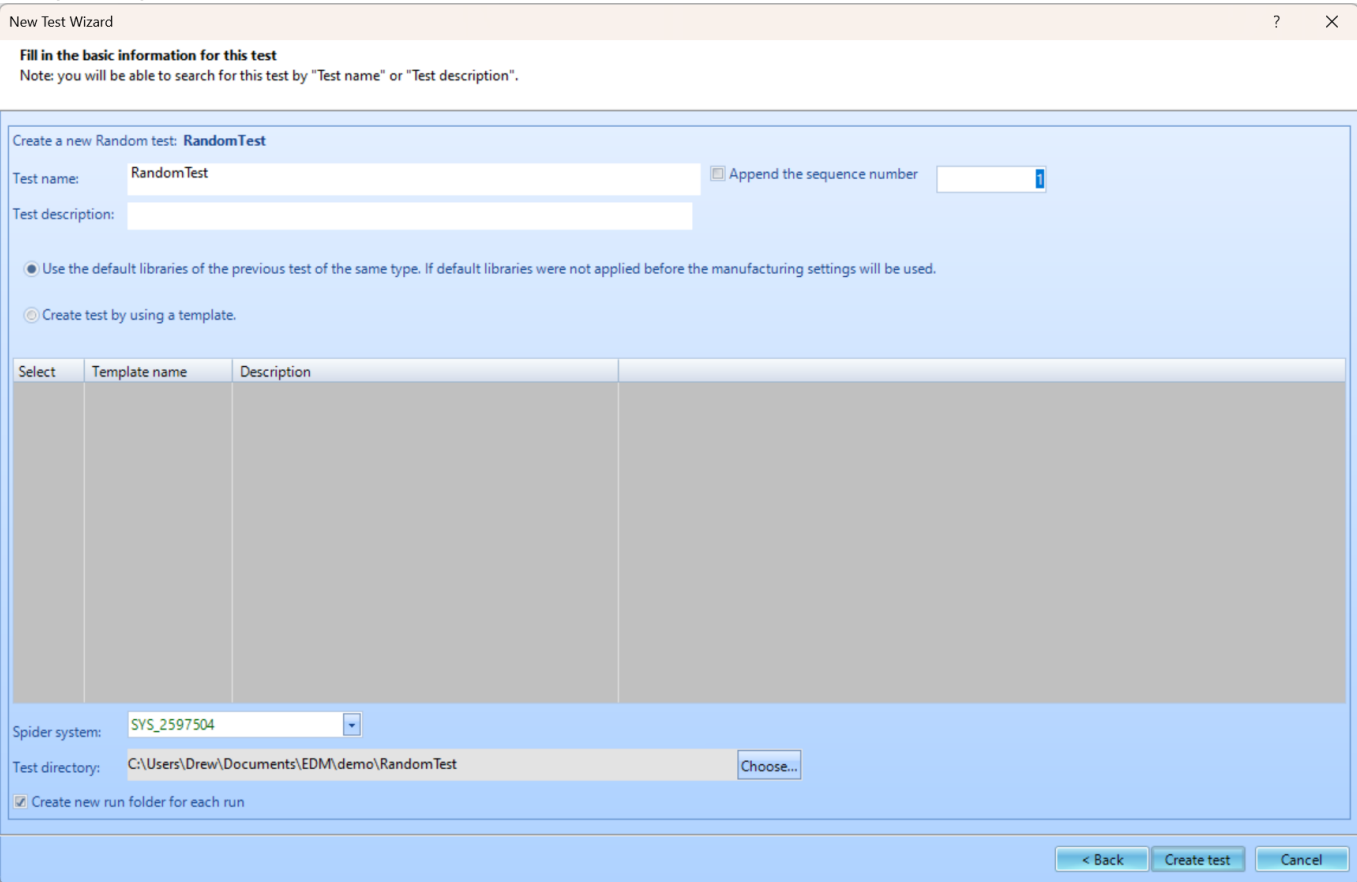 New Test Wizard
?
Fill in the basic information for this test
Note: you will be able to search for this test by "Test name" or "Test description".
Create a new Random test: RandomTest
Test name: RandomTest Append the sequence number 1
Test description:
Use the default libraries of the previous test of the same type. If default libraries were not applied before the manufacturing settings will be used.
Create test by using a template.
Select Template name Description
Spider system: SYS_2597504
Test directory: C:\Users\Drew\Documents\EDM\demo\RandomTest Choose...
Create new run folder for each run
< Back Create test Cancel